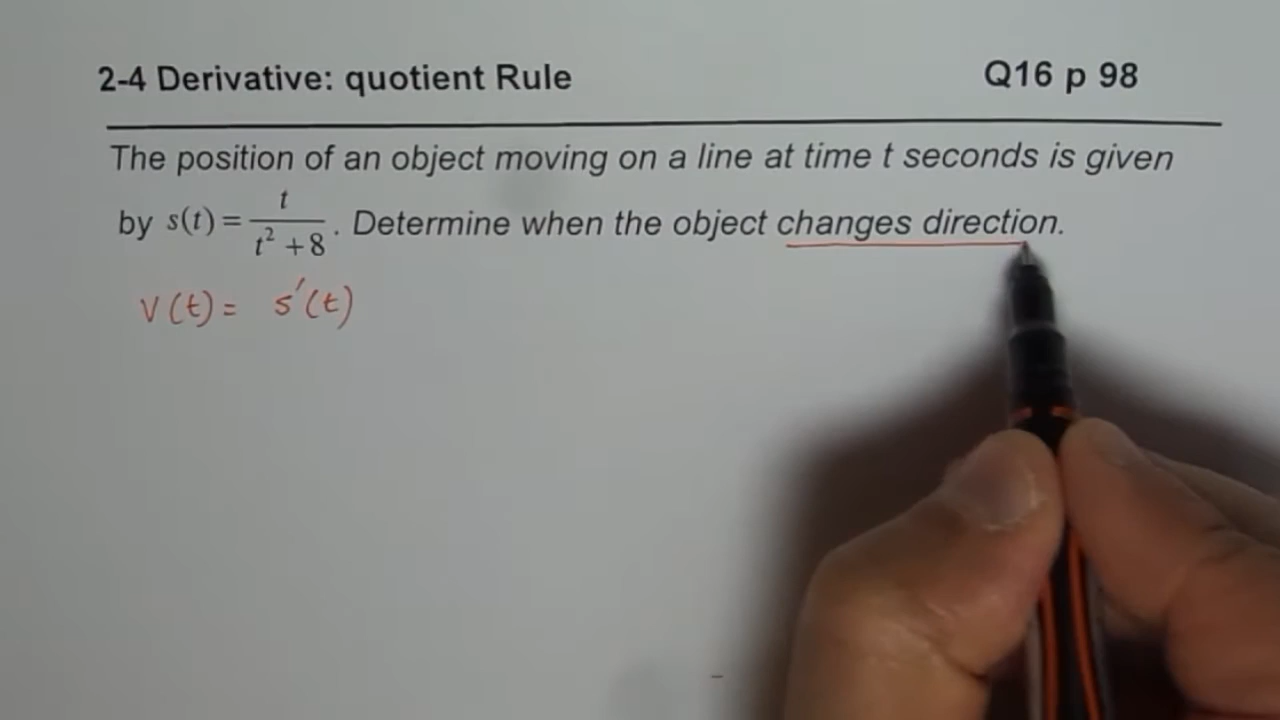 2-4 Derivative: quotient Rule Q16 p 98
The position of an object moving on a line at time t seconds is given
by s(t) = t / (t² + 8) . Determine when the object changes direction.
V(t) = s'(t)